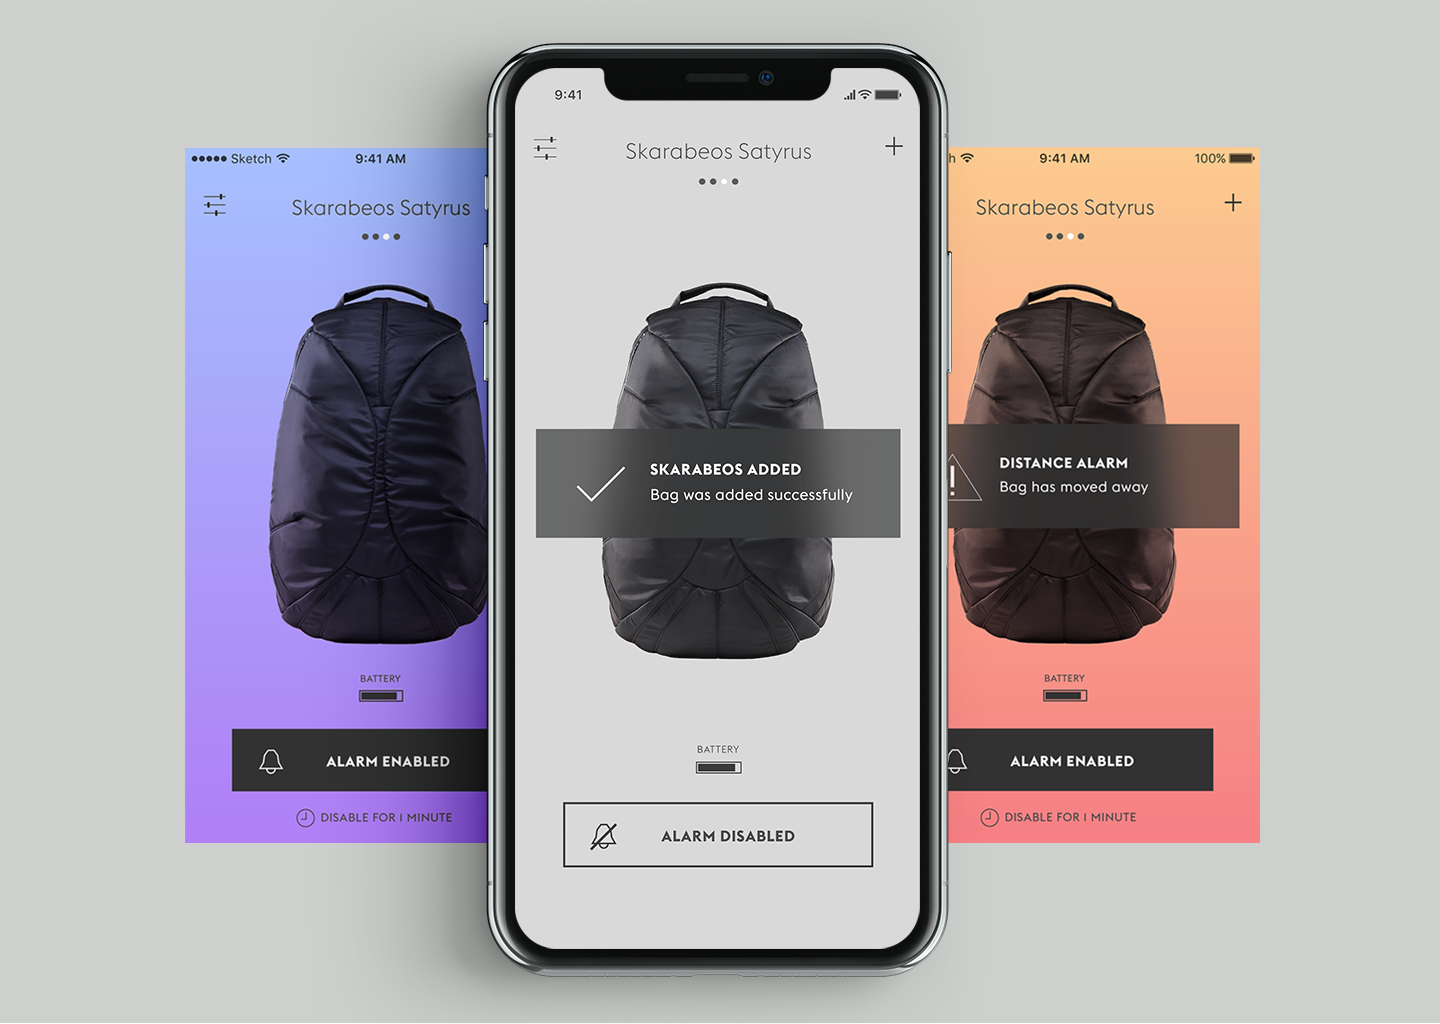 Sketch 9:41 AM
Skarabeos Satyrus
BATTERY
ALARM ENABLED
DISABLE FOR 1 MINUTE
9:41
Skarabeos Satyrus
SKARABEOS ADDED
Bag was added successfully
BATTERY
ALARM DISABLED
h 9:41 AM 100%
Skarabeos Satyrus
DISTANCE ALARM
Bag has moved away
BATTERY
ALARM ENABLED
DISABLE FOR 1 MINUTE